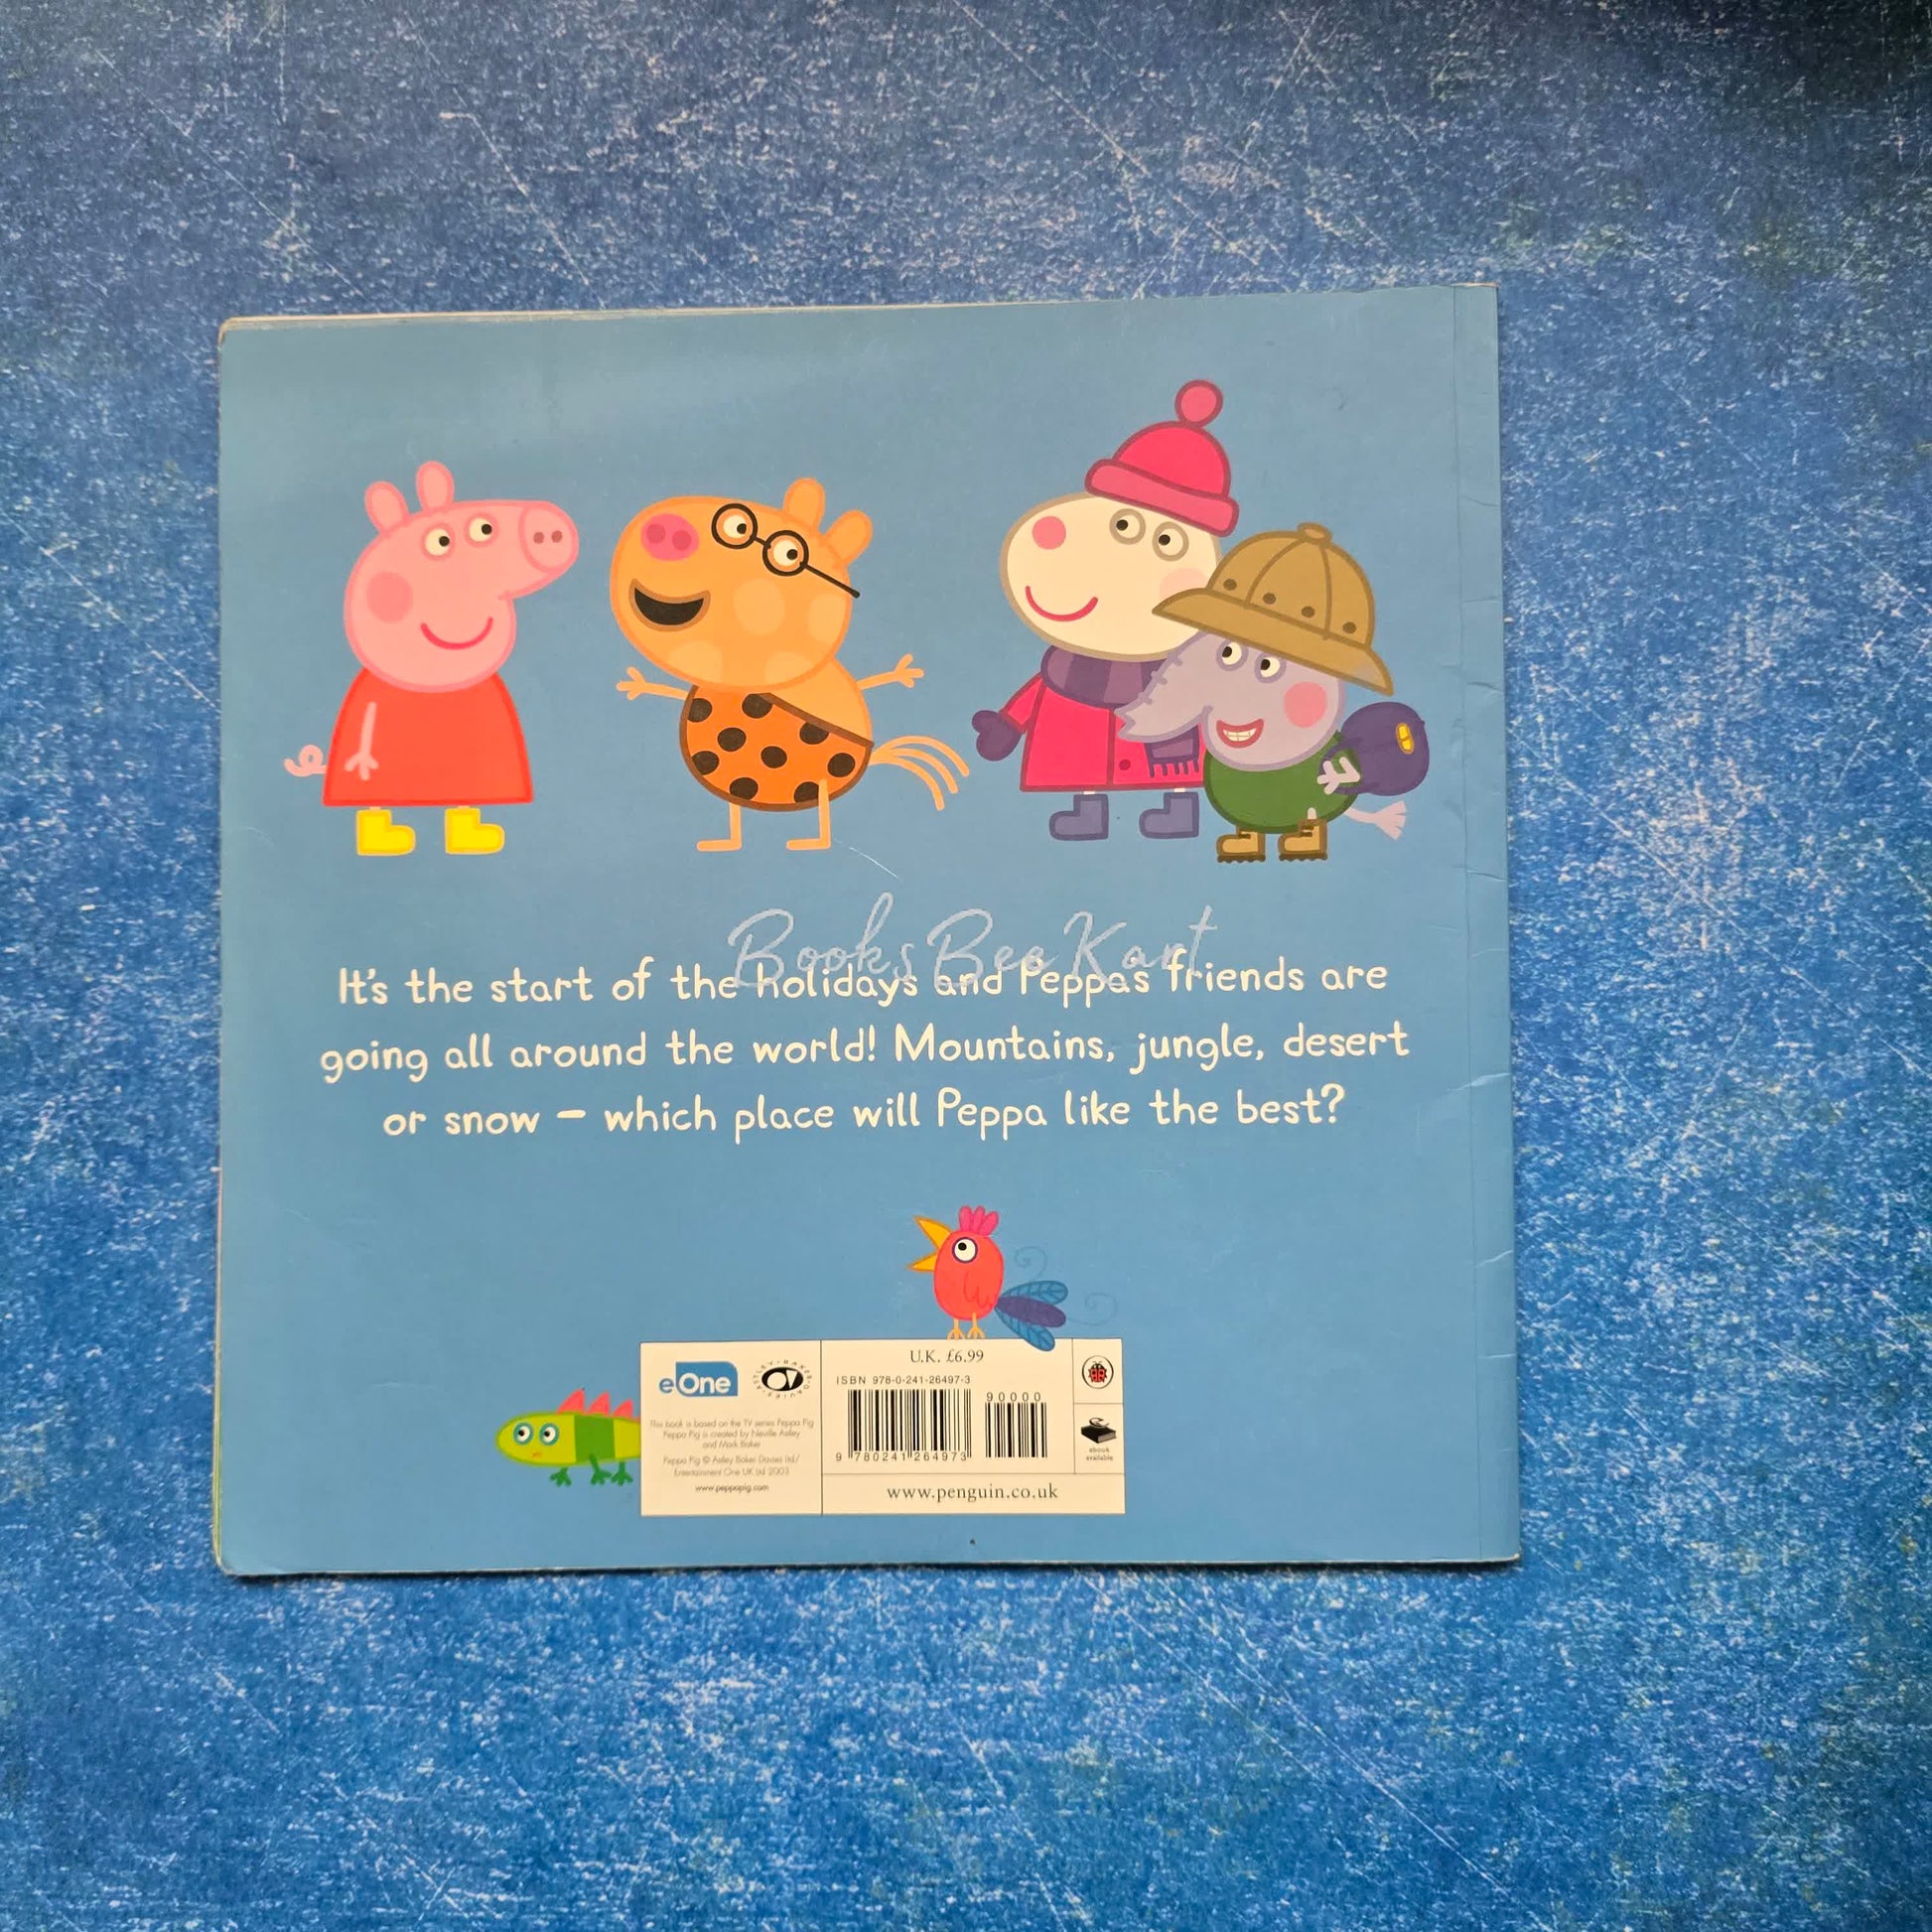 Books Bee Kart
It's the start of the holidays and Peppa's friends are
going all around the world! Mountains, jungle, desert
or snow – which place will Peppa like the best?
eOne
ASTLEY · BAKER · DAVIES
This book is based on the TV series Peppa Pig
Peppa Pig is created by Neville Astley
and Mark Baker
Peppa Pig © Astley Baker Davies Ltd/
Entertainment One UK Ltd 2003
www.peppapig.com
U.K. £6.99
ISBN 978-0-241-26497-3
90000
9 780241 264973
www.penguin.co.uk
ebook
available